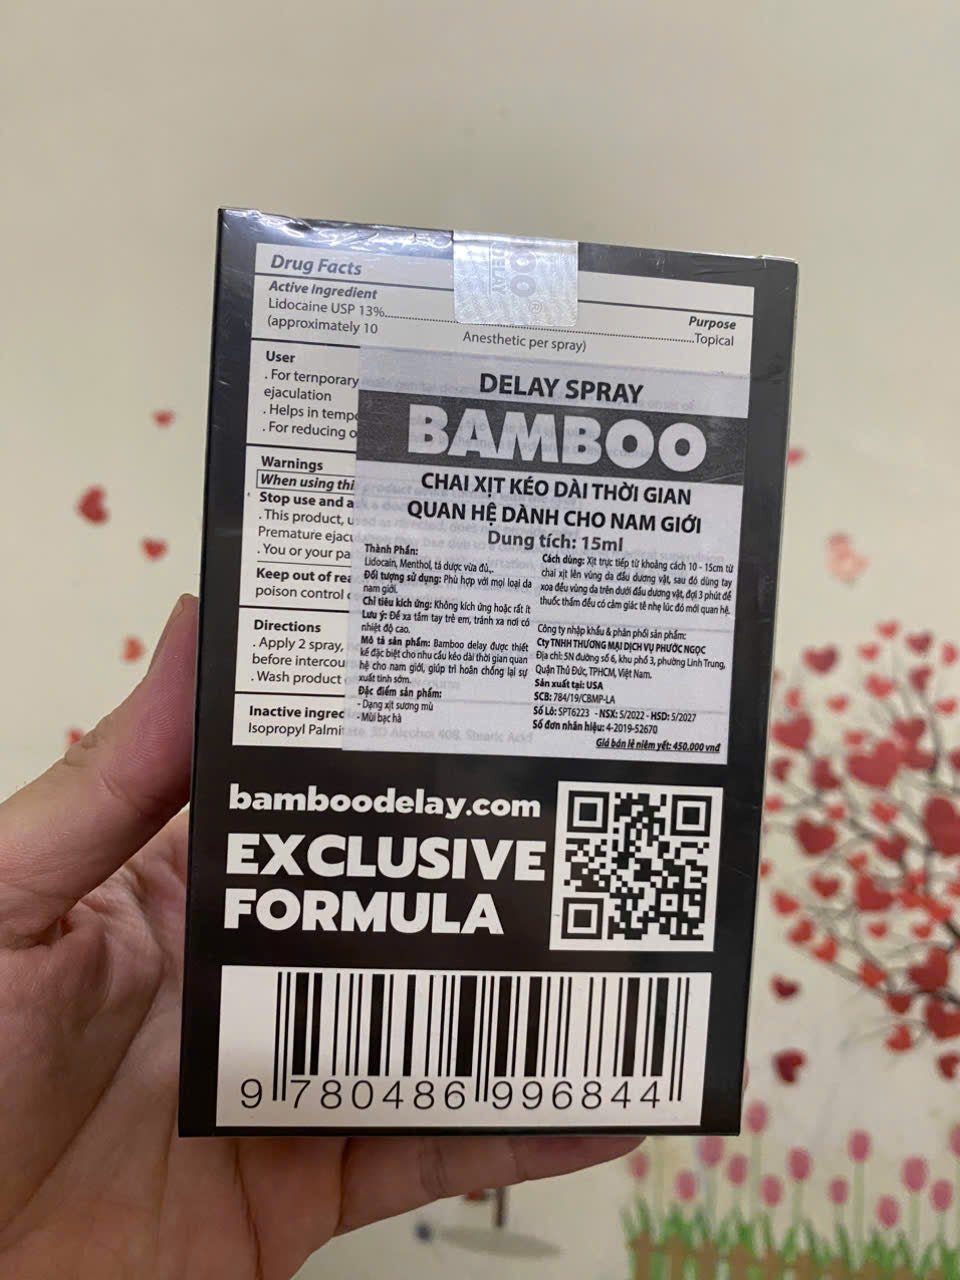 Drug Facts
OO
DELAY
Active Ingredient
Purpose
Lidocaine USP 13%
Topical
(approximately 10
Anesthetic per spray)
User
. For ternporary
ejaculation
. Helps in tempo
. For reducing o
Warnings
When using thi
Stop use and a
. This product, u
Premature ejacu
. You or your pa
Keep out of rea
poison control c
Directions
. Apply 2 spray,
before intercou
. Wash product
Inactive ingred
Isopropyl Palmitate, SD Alcohol 40B, Stearic Acid
DELAY SPRAY
BAMBOO
CHAI XỊT KÉO DÀI THỜI GIAN
QUAN HỆ DÀNH CHO NAM GIỚI
Dung tích: 15ml
Thành Phần:
Lidocain, Menthol, tá dược vừa đủ,.
Đối tượng sử dụng: Phù hợp với mọi loại da
nam giới.
Chỉ tiêu kích ứng: Không kích ứng hoặc rất ít
Lưu ý: Để xa tầm tay trẻ em, tránh xa nơi có
nhiệt độ cao.
Mô tả sản phẩm: Bamboo delay được thiết
kế đặc biệt cho nhu cầu kéo dài thời gian quan
hệ cho nam giới, giúp trì hoãn chống lại sự
xuất tinh sớm.
Đặc điểm sản phẩm:
- Dạng xịt sương mù
- Mùi bạc hà
Cách dùng: Xịt trực tiếp từ khoảng cách 10 - 15cm từ
chai xịt lên vùng da đầu dương vật, sau đó dùng tay
xoa đều vùng da trên dưới đầu dương vật, đợi 3 phút để
thuốc thấm đều có cảm giác tê nhẹ lúc đó mới quan hệ.
Công ty nhập khẩu & phân phối sản phẩm:
Cty TNHH THƯƠNG MẠI DỊCH VỤ PHƯỚC NGỌC
Địa chỉ: 5N đường số 6, khu phố 3, phường Linh Trung,
Quận Thủ Đức, TPHCM, Việt Nam.
Sản xuất tại: USA
SCB: 784/19/CBMP-LA
Số Lô: SPT6223 - NSX: 5/2022 - HSD: 5/2027
Số đơn nhãn hiệu: 4-2019-52670
Giá bán lẻ niêm yết: 450.000 vnđ
bamboodelay.com
EXCLUSIVE
FORMULA
9 780486 996844